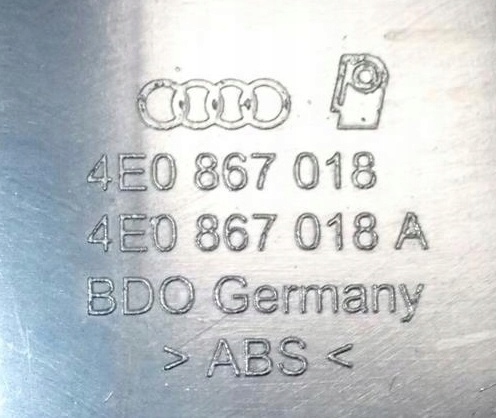 4E0 867 018
4E0 867 018 A
BDO Germany
> ABS <